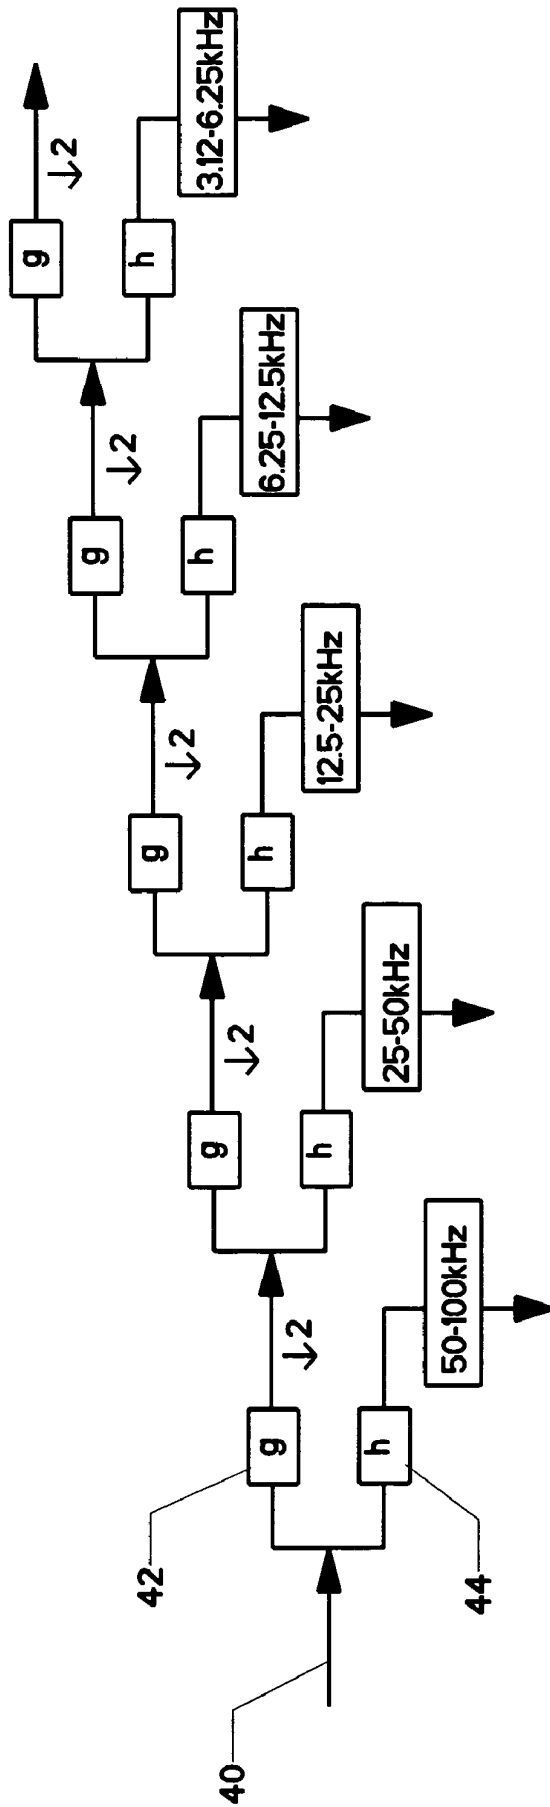 40
42
g
↓2
h
44
50-100kHz
g
↓2
h
25-50kHz
g
↓2
h
12.5-25kHz
g
↓2
h
6.25-12.5kHz
g
↓2
h
3.12-6.25kHz